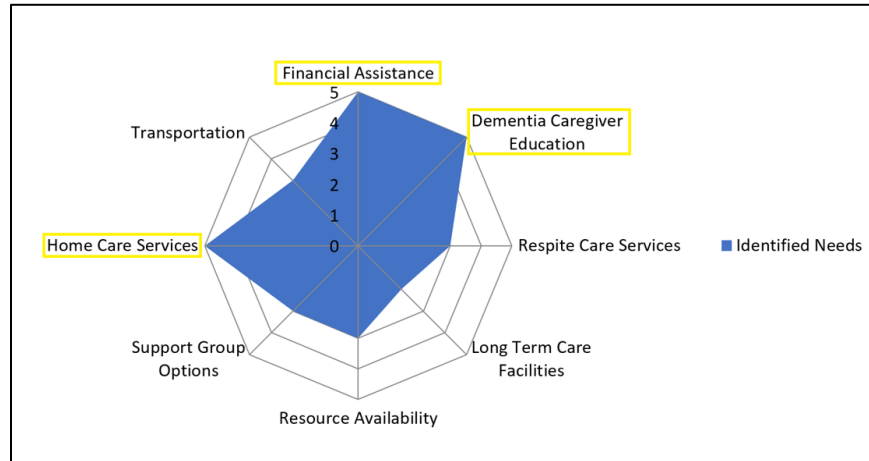 Financial Assistance
5
4
3
2
1
0
Dementia Caregiver
Education
Transportation
Home Care Services
Respite Care Services
Identified Needs
Support Group
Options
Long Term Care
Facilities
Resource Availability